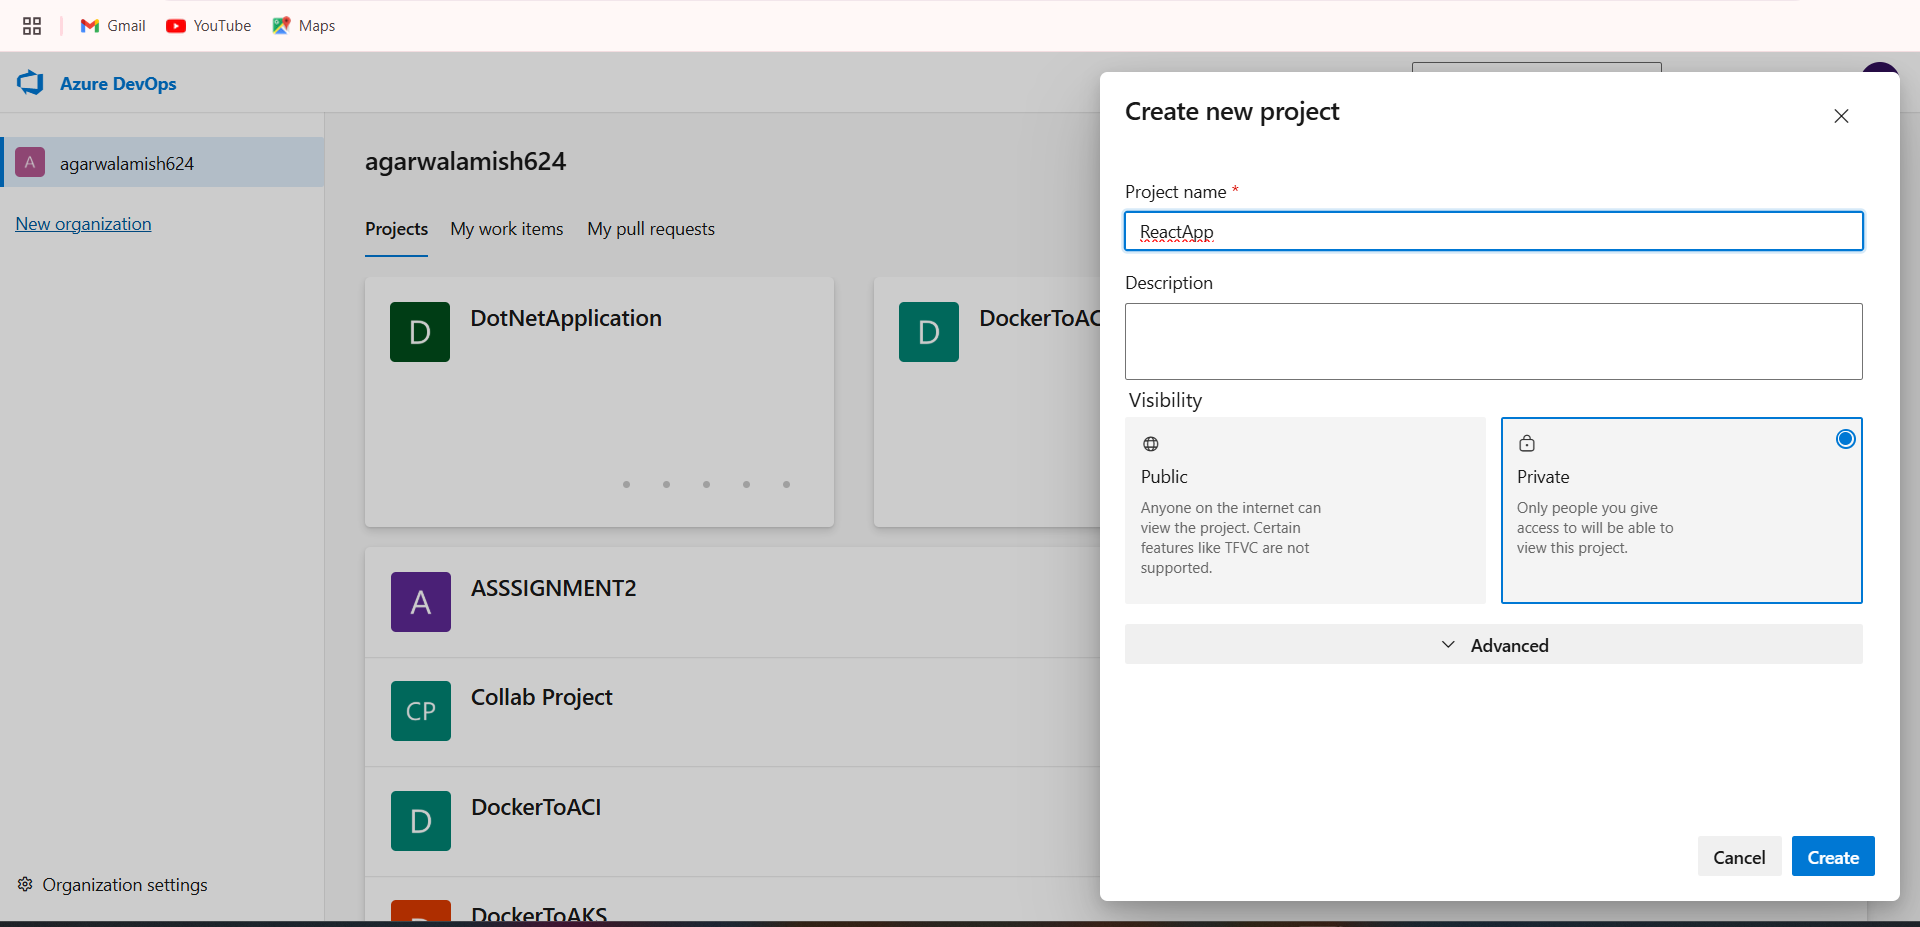 Gmail
YouTube
Maps
Azure DevOps
A
agarwalamish624
New organization
Organization settings
agarwalamish624
Projects
My work items
My pull requests
D
DotNetApplication
D
A
ASSSIGNMENT2
CP
Collab Project
D
DockerToACI
DockerToAKS
Create new project
Project name *
ReactApp
Description
Visibility
Public
Anyone on the internet can
view the project. Certain
features like TFVC are not
supported.
Private
Only people you give
access to will be able to
view this project.
Advanced
Cancel
Create